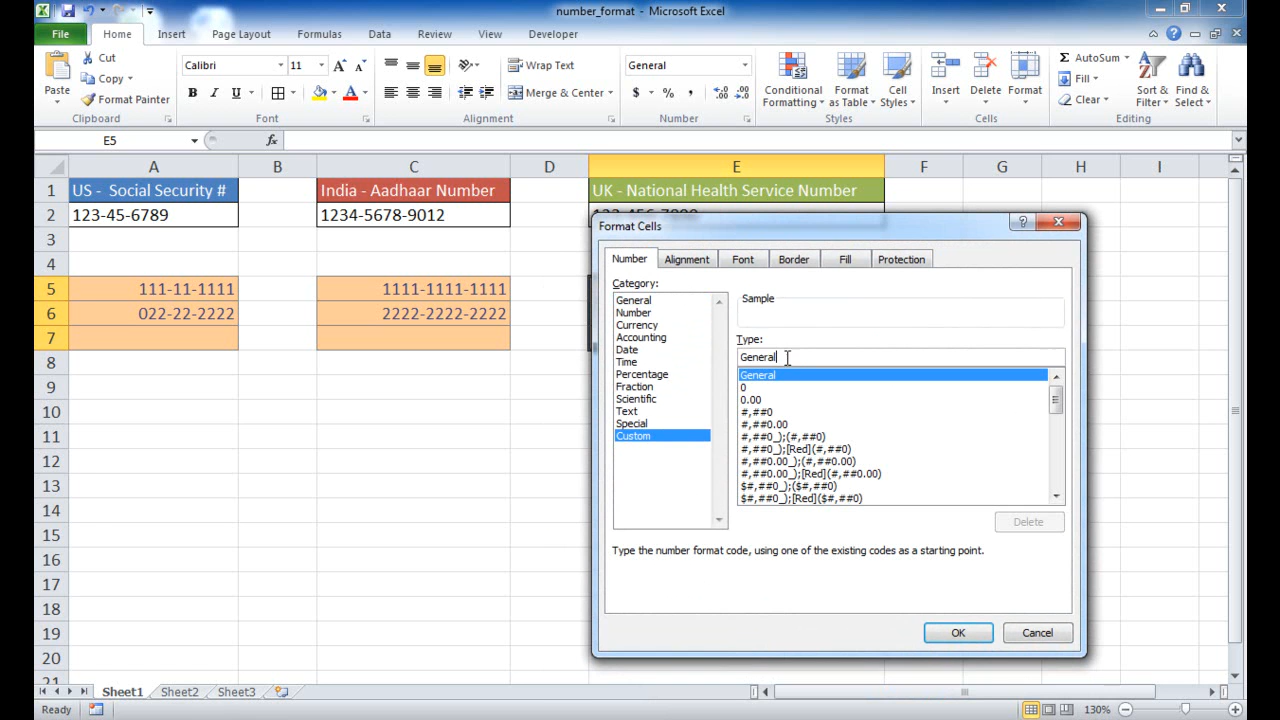 number_format - Microsoft Excel
File Home Insert Page Layout Formulas Data Review View Developer
Paste Cut Copy Format Painter
Calibri 11 A A B I U A
Wrap Text Merge & Center
General $ % ,
Conditional Formatting Format as Table Cell Styles
Insert Delete Format
Σ AutoSum Fill Clear Sort & Filter Find & Select
Clipboard Font Alignment Number Styles Cells Editing
E5 fx
A B C D E F G H I
1 US - Social Security # India - Aadhaar Number UK - National Health Service Number
2 123-45-6789 1234-5678-9012 123-456-7890
3
4
5 111-11-1111 1111-1111-1111
6 022-22-2222 2222-2222-2222
7
8
9
10
11
12
13
14
15
16
17
18
19
20
21
Format Cells
Number Alignment Font Border Fill Protection
Category:
General
Number
Currency
Accounting
Date
Time
Percentage
Fraction
Scientific
Text
Special
Custom
Sample
Type:
General
General
0
0.00
#,##0
#,##0.00
#,##0_);(#,##0)
#,##0_);[Red](#,##0)
#,##0.00_);(#,##0.00)
#,##0.00_);[Red](#,##0.00)
$#,##0_);($#,##0)
$#,##0_);[Red]($#,##0)
Delete
Type the number format code, using one of the existing codes as a starting point.
OK Cancel
Sheet1 Sheet2 Sheet3
Ready 130%